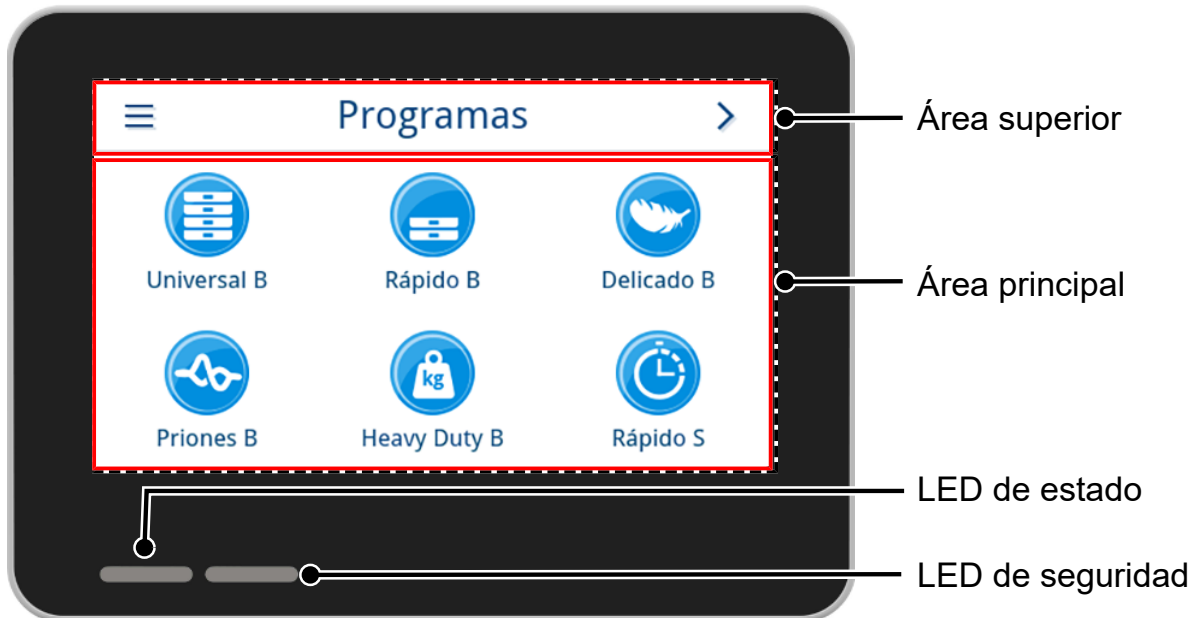 Programas
Área superior
Universal B
Rápido B
Delicado B
Área principal
kg
Priones B
Heavy Duty B
Rápido S
LED de estado
LED de seguridad